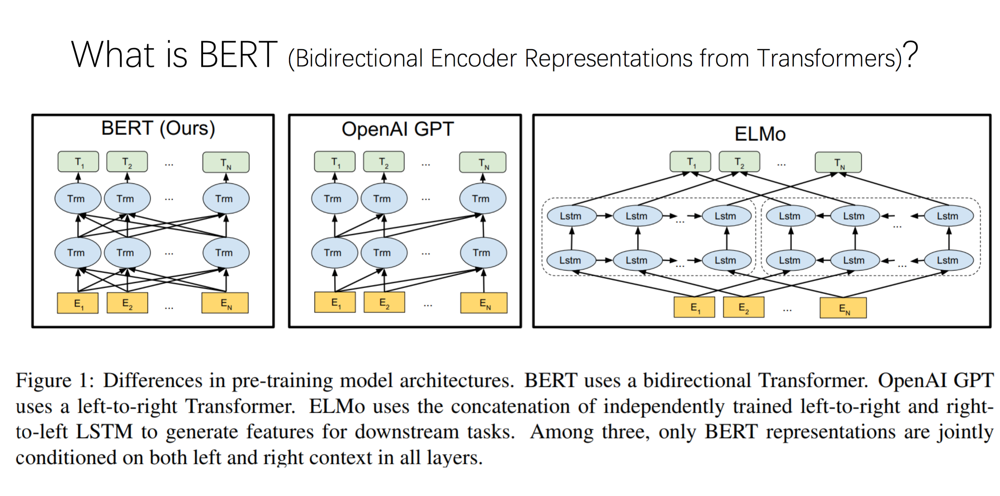 What is BERT (Bidirectional Encoder Representations from Transformers)?
BERT (Ours)
T1 T2 ... TN
Trm Trm ... Trm
Trm Trm ... Trm
E1 E2 ... EN
OpenAI GPT
T1 T2 ... TN
Trm Trm ... Trm
Trm Trm ... Trm
E1 E2 ... EN
ELMo
T1 T2 ... TN
Lstm Lstm ... Lstm Lstm Lstm ... Lstm
Lstm Lstm ... Lstm Lstm Lstm ... Lstm
E1 E2 ... EN
Figure 1: Differences in pre-training model architectures. BERT uses a bidirectional Transformer. OpenAI GPT
uses a left-to-right Transformer. ELMo uses the concatenation of independently trained left-to-right and right-
to-left LSTM to generate features for downstream tasks. Among three, only BERT representations are jointly
conditioned on both left and right context in all layers.